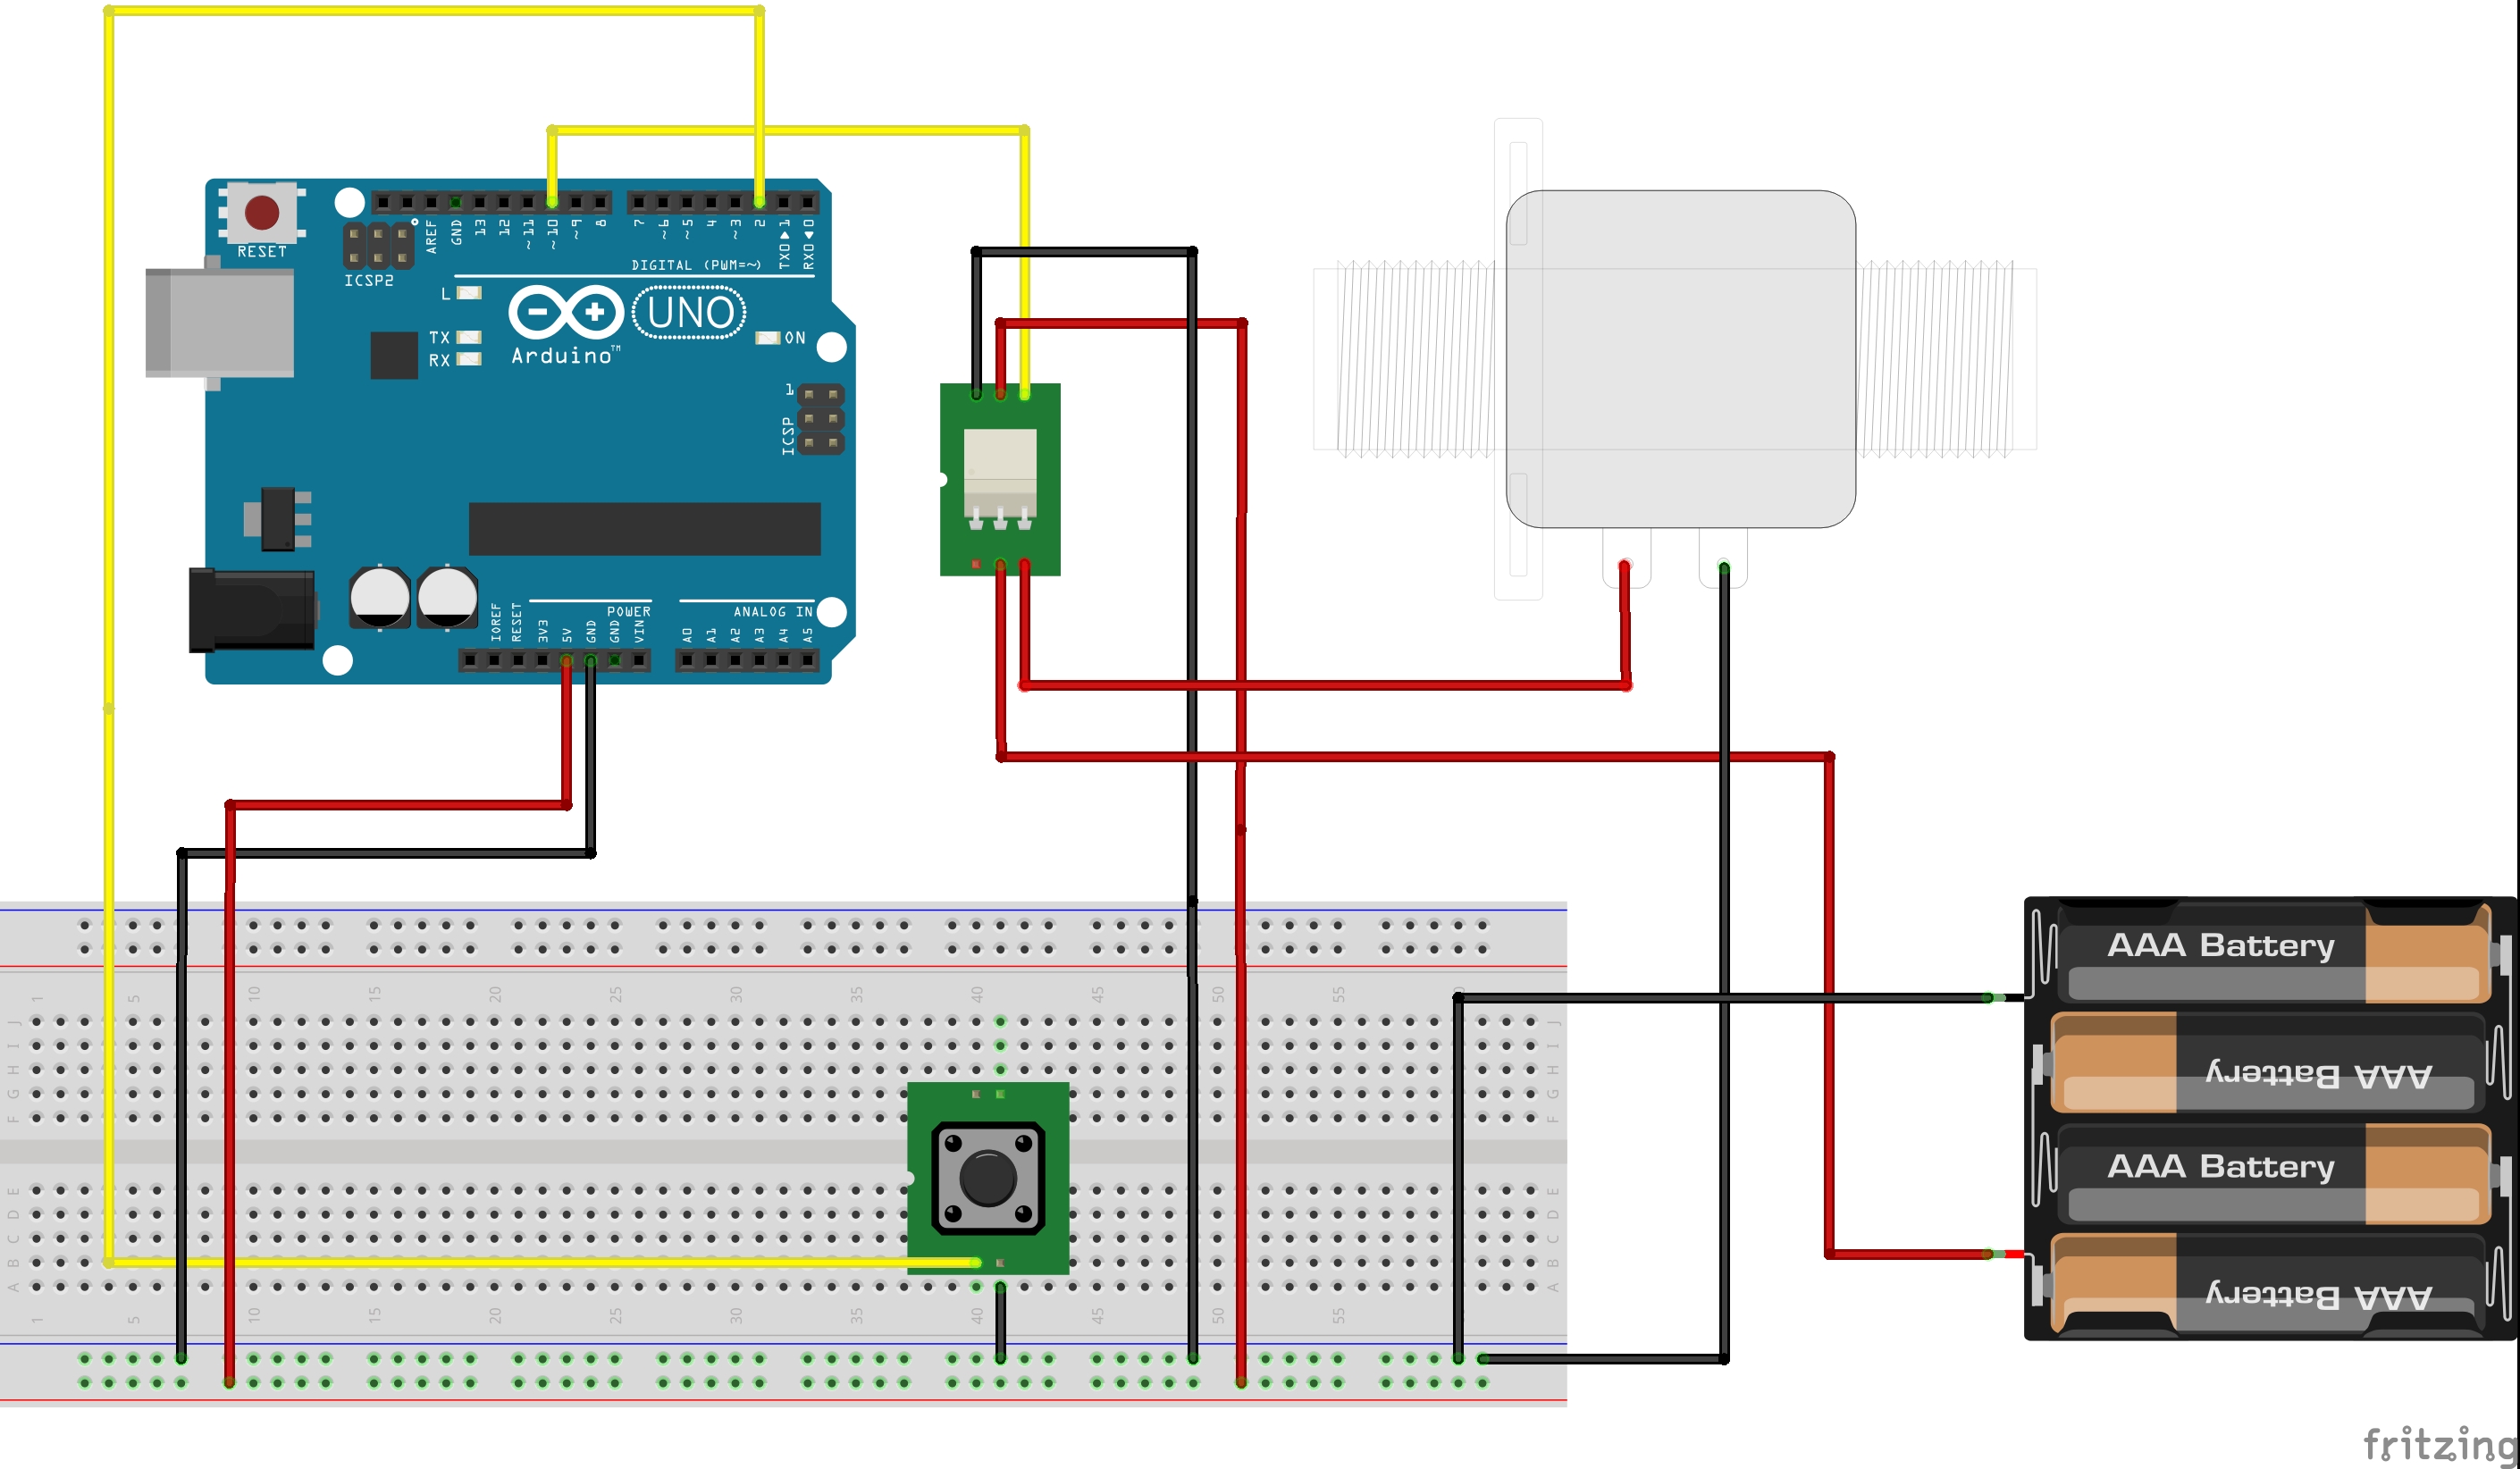 RESET
ICSP2
AREF
GND
13
12
~11
~10
~9
8
7
~6
~5
4
~3
2
TX0 ▶ 1
RX0 ◀ 0
DIGITAL (PWM=~)
L
TX
RX
UNO
Arduino™
ON
1
ICSP
IOREF
RESET
3V3
5V
GND
GND
VIN
POWER
ANALOG IN
A0
A1
A2
A3
A4
A5
1 5 10 15 20 25 30 35 40 45 50 55
J J
I I
H H
G G
F F
E E
D D
C C
B B
A A
1 5 10 15 20 25 30 35 40 45 50 55
AAA Battery
AAA Battery
AAA Battery
AAA Battery
fritzing